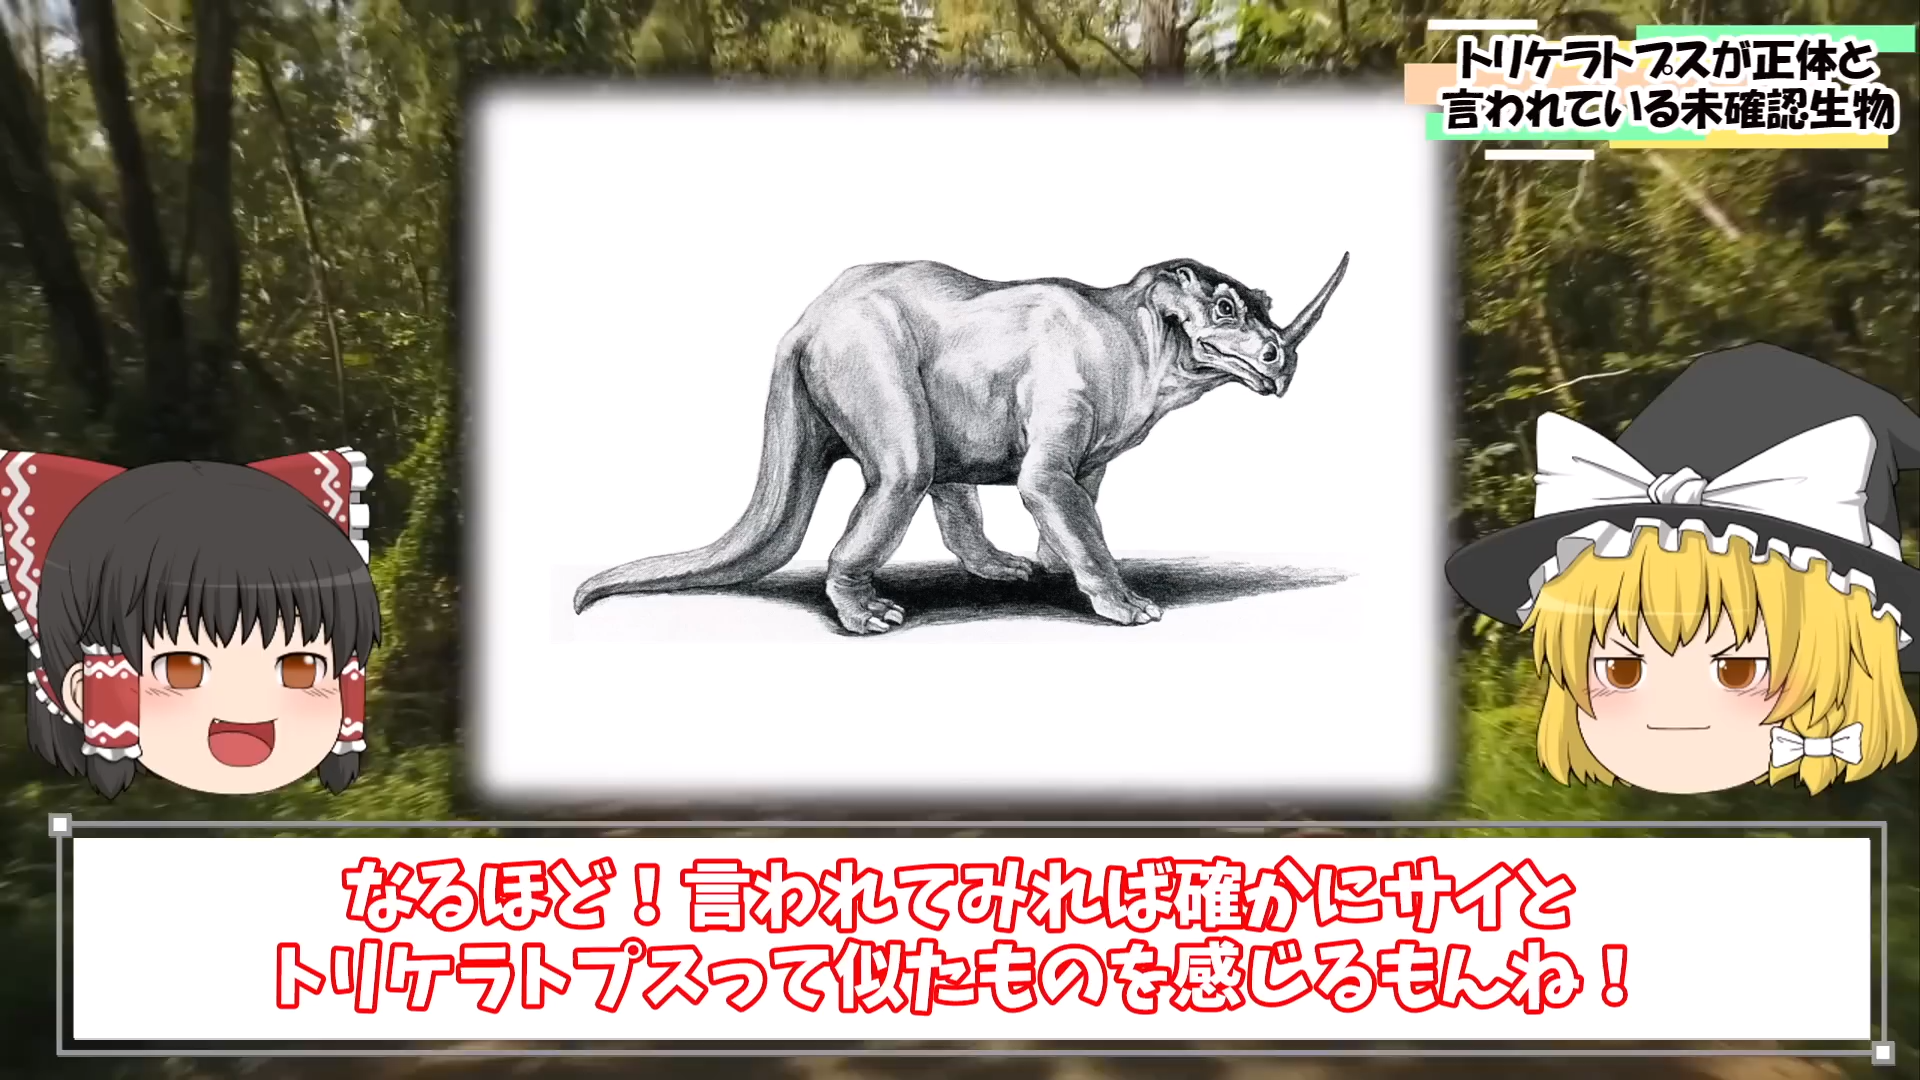 トリケラトプスが正体と
言われている未確認生物
なるほど！言われてみれば確かにサイと
トリケラトプスって似たものを感じるもんね！